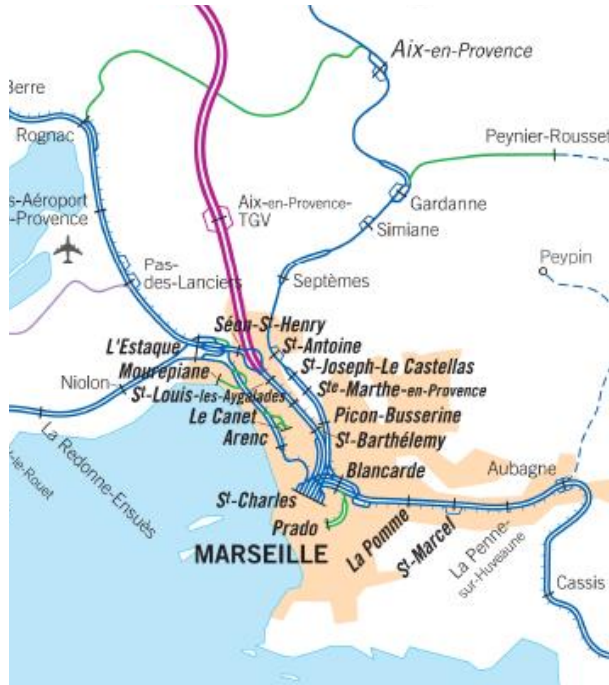 Aix-en-Provence
Berre
Rognac
Peynier-Rousset
s-Aéroport
-Provence
Aix-en-Provence-
TGV
Gardanne
Simiane
Pas-
des-Lanciers
Septèmes
Peypin
Séon-St-Henry
L'Estaque
St-Antoine
Mourepiane
St-Joseph-Le Castellas
Niolon
St-Louis-les-Aygalades
Ste-Marthe-en-Provence
Le Canet
Picon-Busserine
Arenc
St-Barthélemy
La Redonne-Ensuès
-le-Rouet
Blancarde
Aubagne
St-Charles
Prado
La Pomme
St-Marcel
La Penne-
sur-Huveaune
MARSEILLE
Cassis